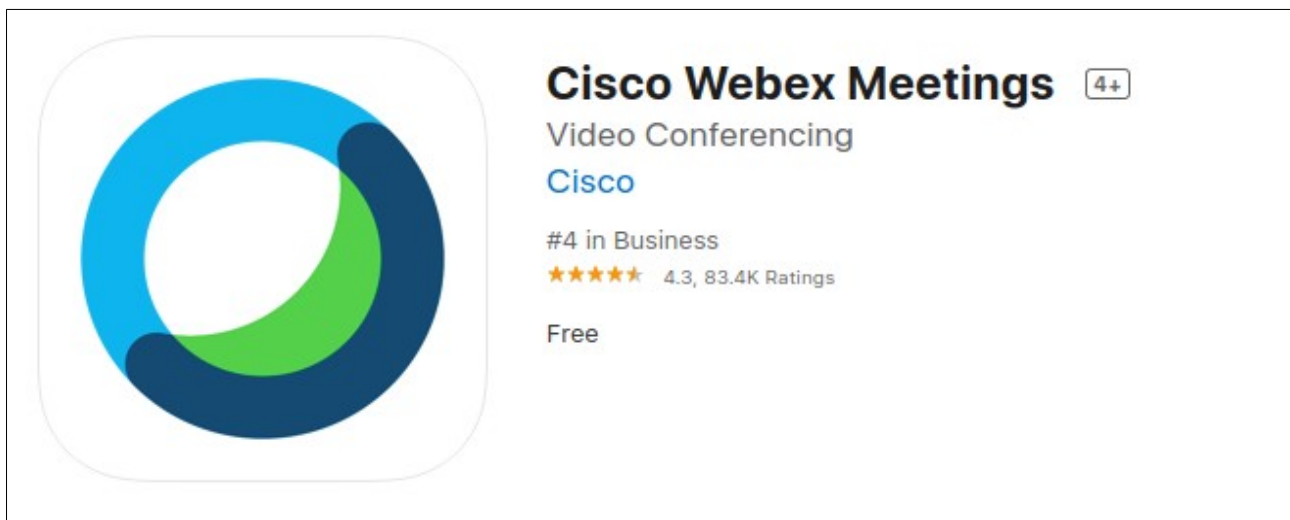 Cisco Webex Meetings 4+
Video Conferencing
Cisco
#4 in Business
4.3, 83.4K Ratings
Free